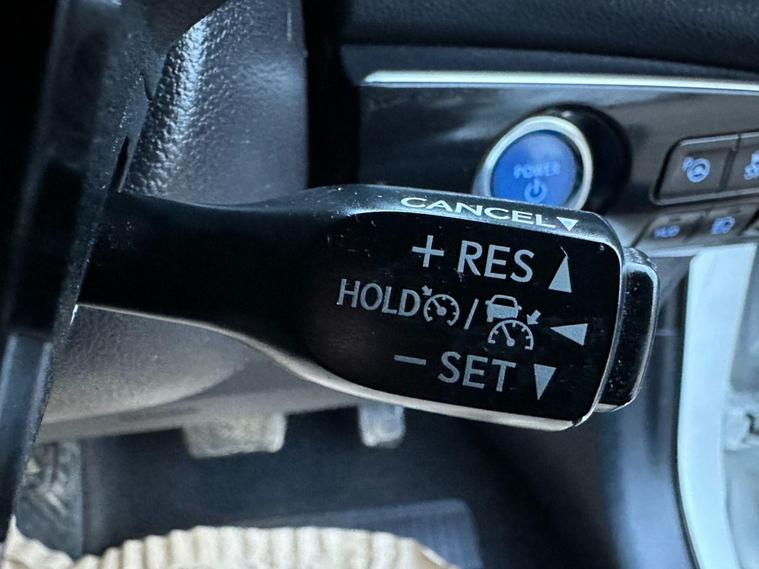 POWER
CANCEL
+ RES
HOLD /
− SET